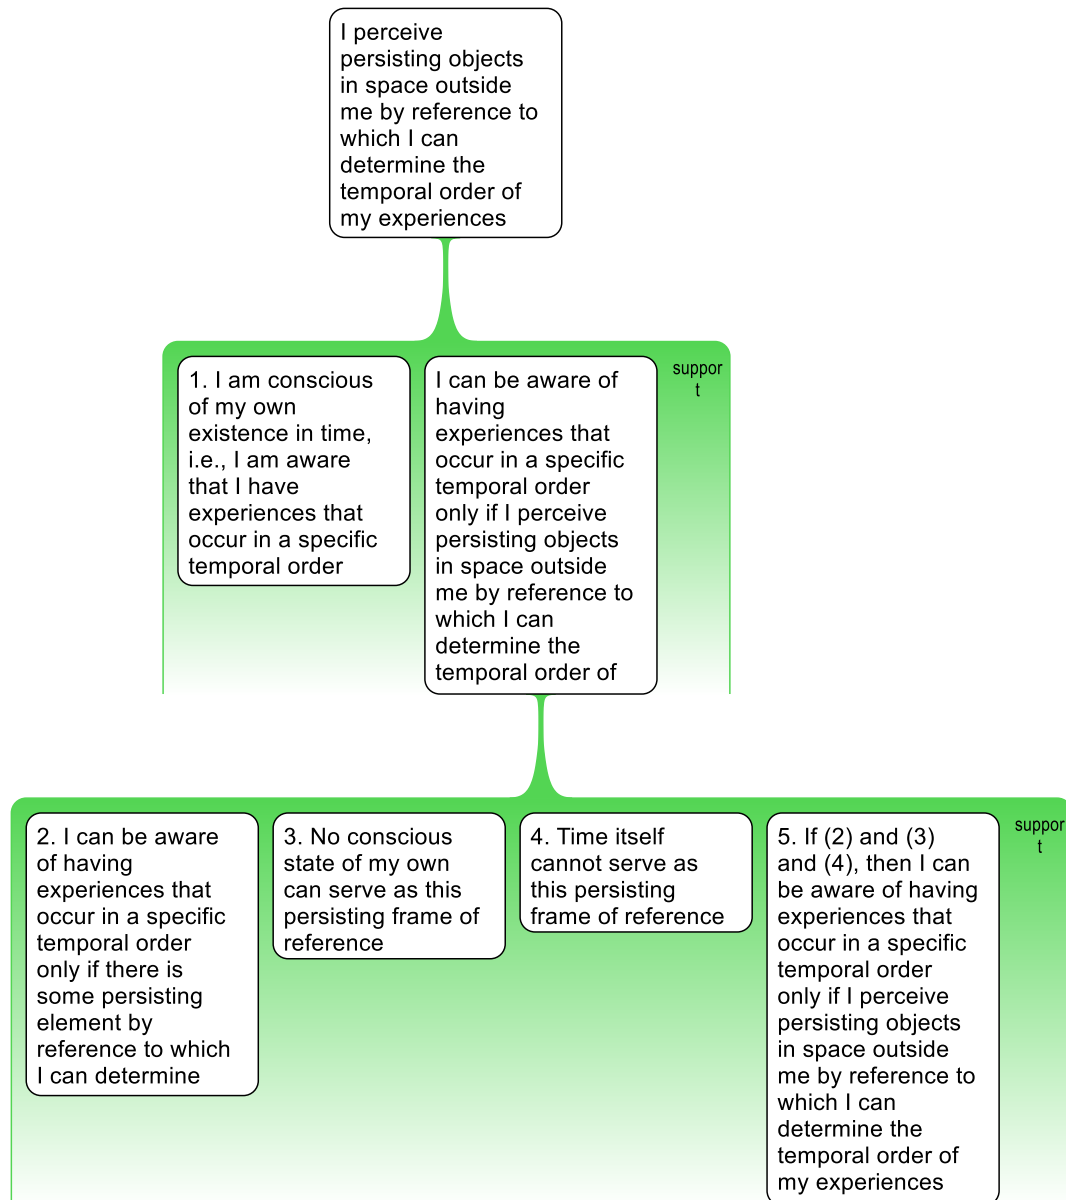 I perceive
persisting objects
in space outside
me by reference to
which I can
determine the
temporal order of
my experiences
1. I am conscious
of my own
existence in time,
i.e., I am aware
that I have
experiences that
occur in a specific
temporal order
I can be aware of
having
experiences that
occur in a specific
temporal order
only if I perceive
persisting objects
in space outside
me by reference to
which I can
determine the
temporal order of
suppor
t
2. I can be aware
of having
experiences that
occur in a specific
temporal order
only if there is
some persisting
element by
reference to which
I can determine
3. No conscious
state of my own
can serve as this
persisting frame of
reference
4. Time itself
cannot serve as
this persisting
frame of reference
5. If (2) and (3)
and (4), then I can
be aware of having
experiences that
occur in a specific
temporal order
only if I perceive
persisting objects
in space outside
me by reference to
which I can
determine the
temporal order of
my experiences
suppor
t